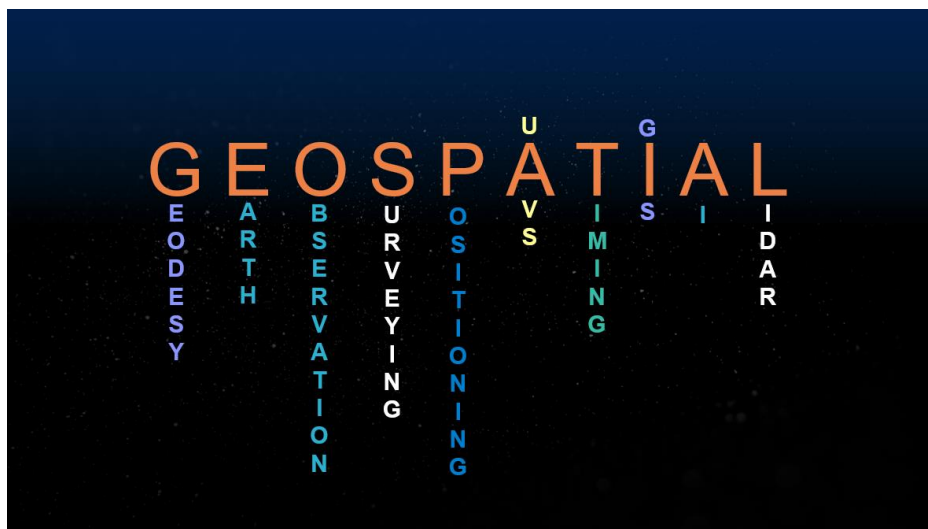 GEOSPATIAL
GEODESY
EARTH
OBSERVATION
SURVEYING
POSITIONING
UAVS
TIMING
GIS
AI
LIDAR